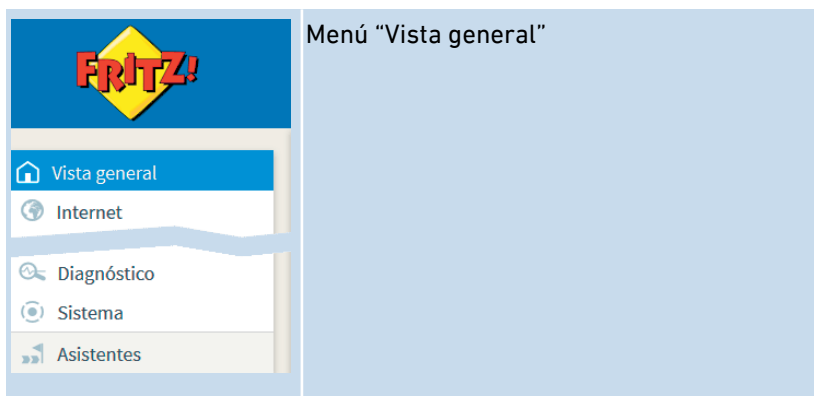 FRITZ!
Menú “Vista general”
Vista general
Internet
Diagnóstico
Sistema
Asistentes